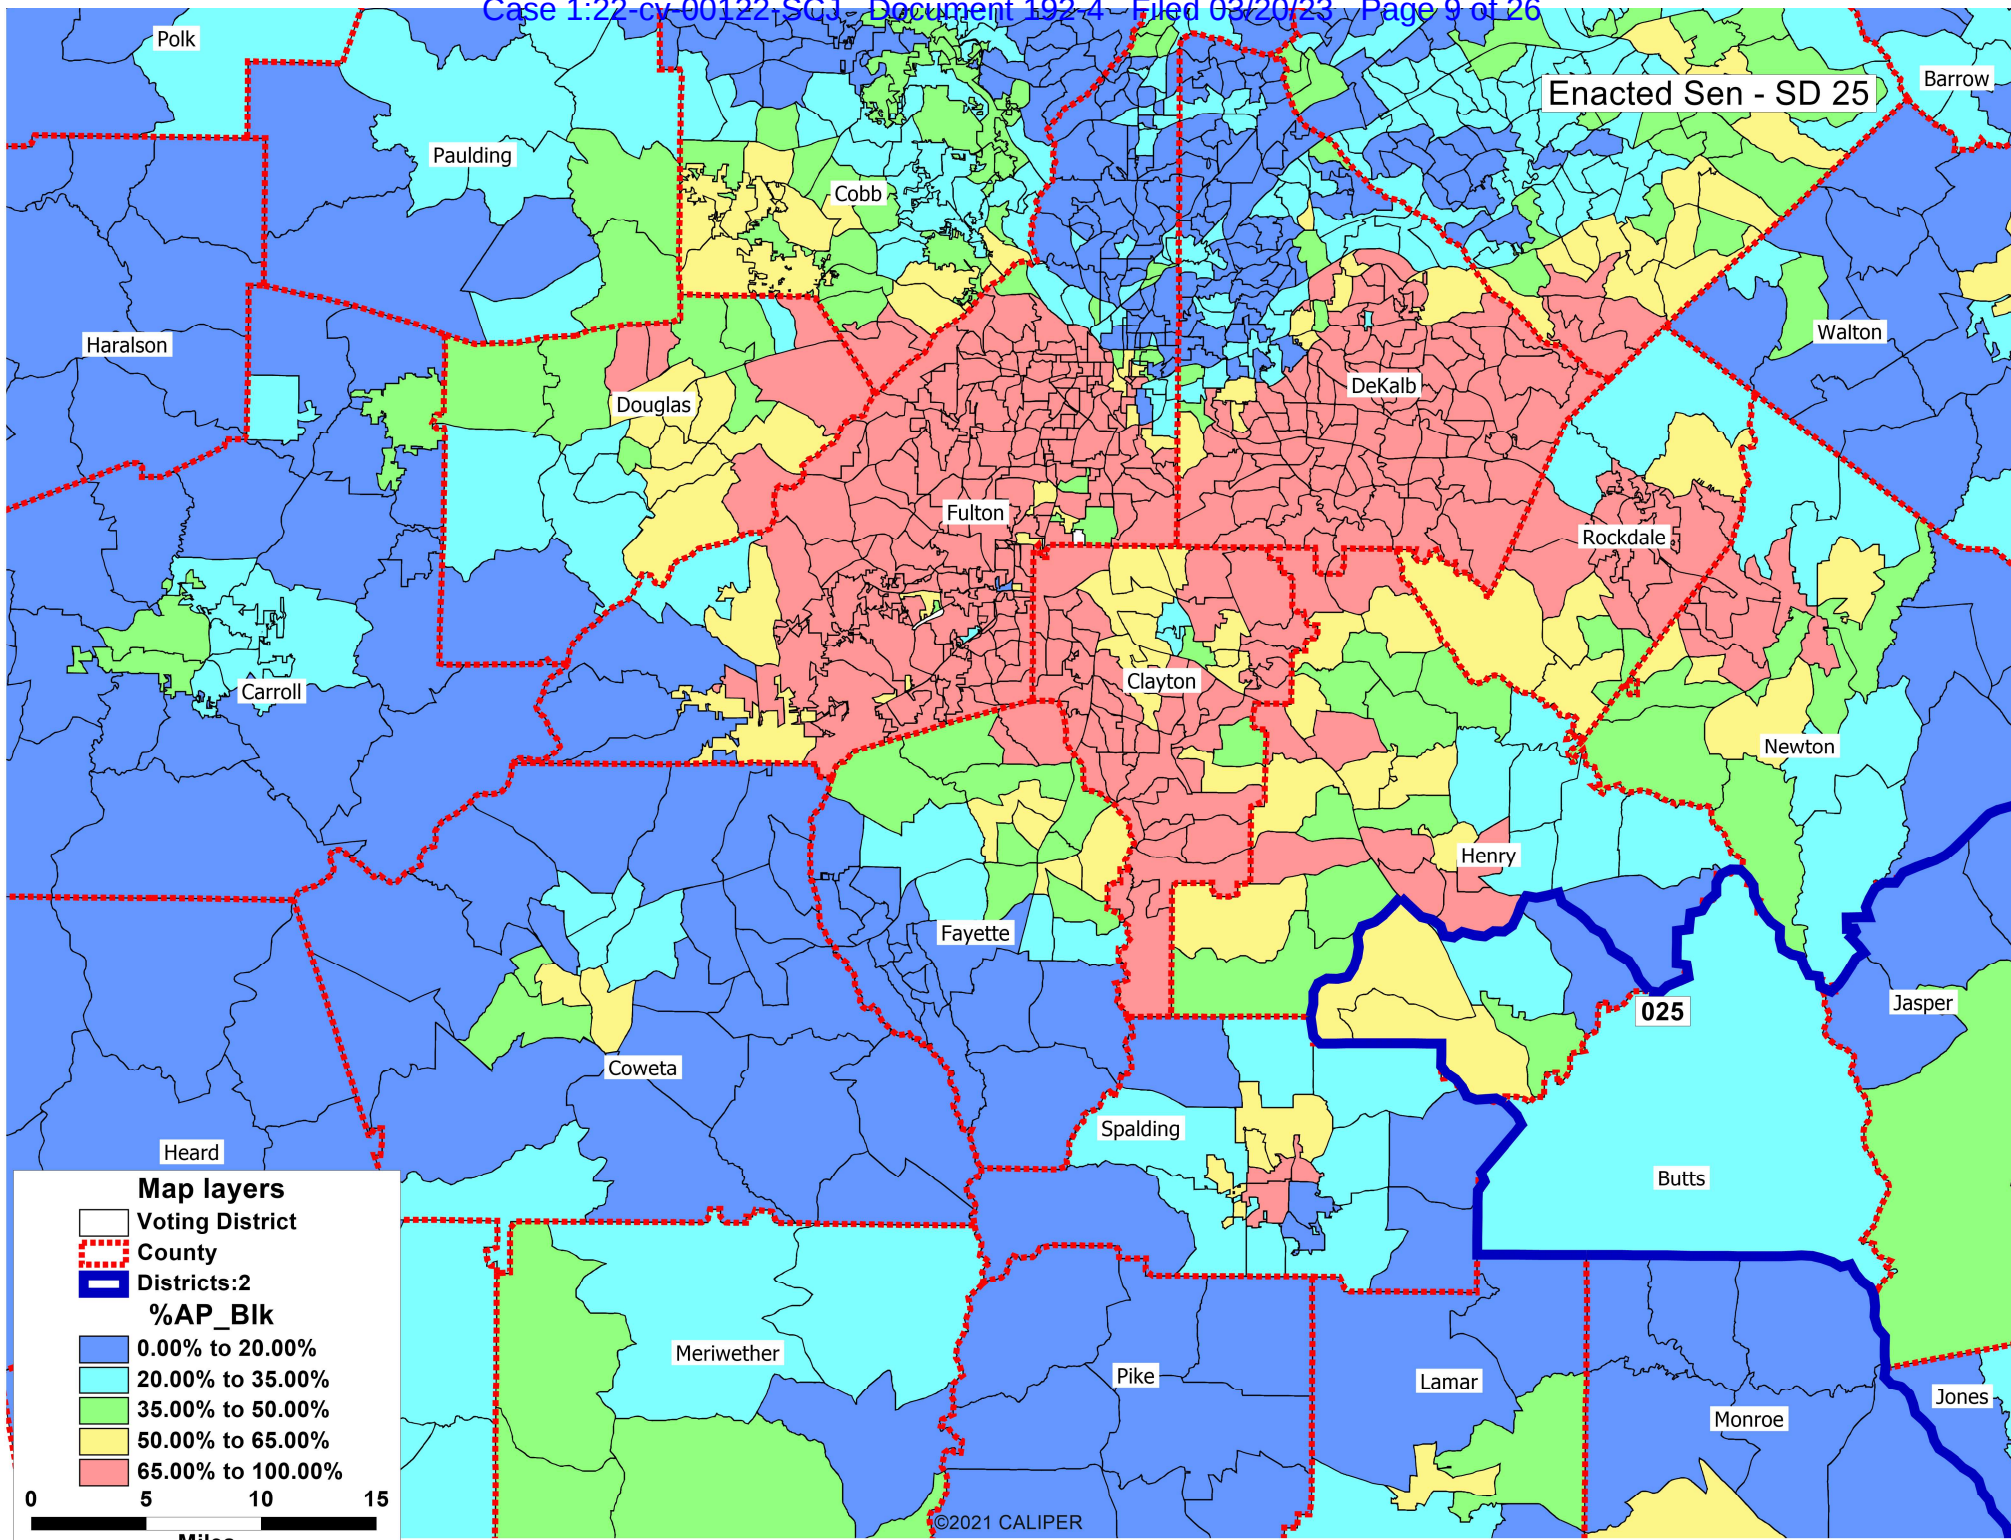 Case 1:22-cv-00122-SCJ Document 192-4 Filed 03/20/23 Page 9 of 26
Polk
Enacted Sen - SD 25
Barrow
Paulding
Cobb
Haralson
Walton
Douglas
DeKalb
Fulton
Rockdale
Carroll
Clayton
Newton
Henry
Fayette
Jasper
025
Coweta
Spalding
Heard
Butts
Meriwether
Pike
Lamar
Jones
Monroe
Map layers
Voting District
County
Districts:2
%AP_Blk
0.00% to 20.00%
20.00% to 35.00%
35.00% to 50.00%
50.00% to 65.00%
65.00% to 100.00%
0 5 10 15
Miles
©2021 CALIPER